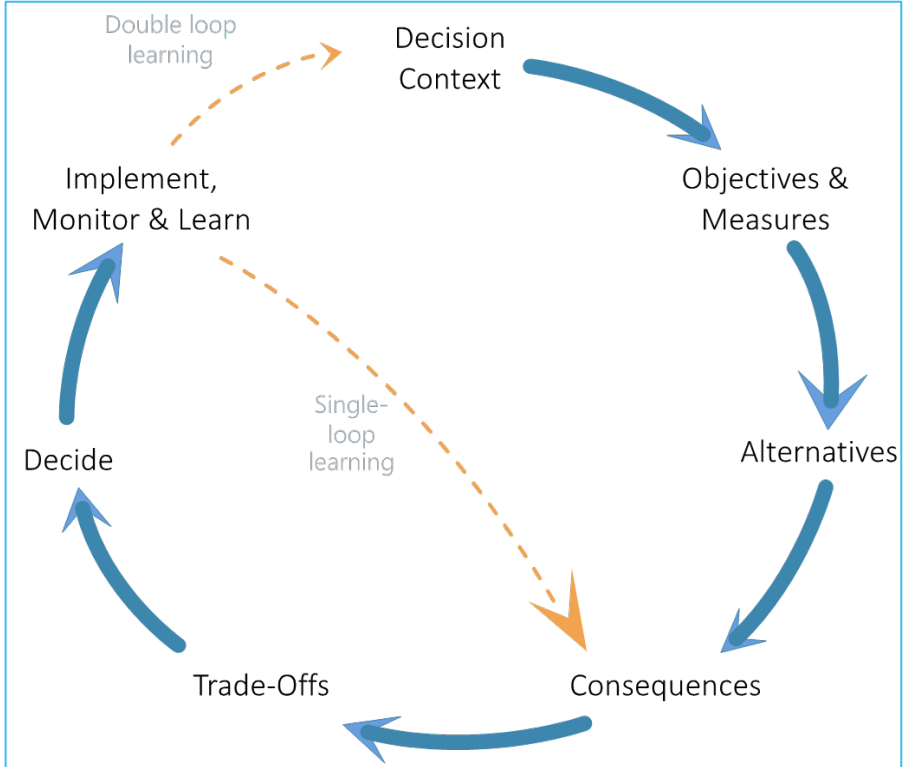 Double loop
learning
Decision
Context
Implement,
Monitor & Learn
Objectives &
Measures
Single-
loop
learning
Decide
Alternatives
Trade-Offs
Consequences